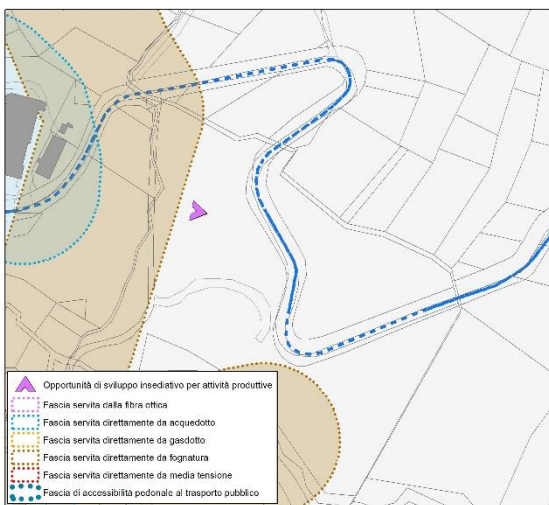 Opportunità di sviluppo insediativo per attività produttive
Fascia servita dalla fibra ottica
Fascia servita direttamente da acquedotto
Fascia servita direttamente da gasdotto
Fascia servita direttamente da fognatura
Fascia servita direttamente da media tensione
Fascia di accessibilità pedonale al trasporto pubblico